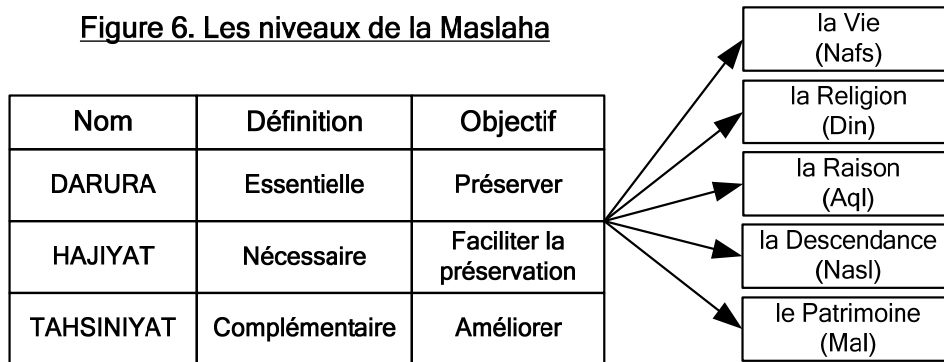 Figure 6. Les niveaux de la Maslaha
Nom Définition Objectif
DARURA Essentielle Préserver
HAJIYAT Nécessaire Faciliter la
préservation
TAHSINIYAT Complémentaire Améliorer
la Vie
(Nafs)
la Religion
(Din)
la Raison
(Aql)
la Descendance
(Nasl)
le Patrimoine
(Mal)